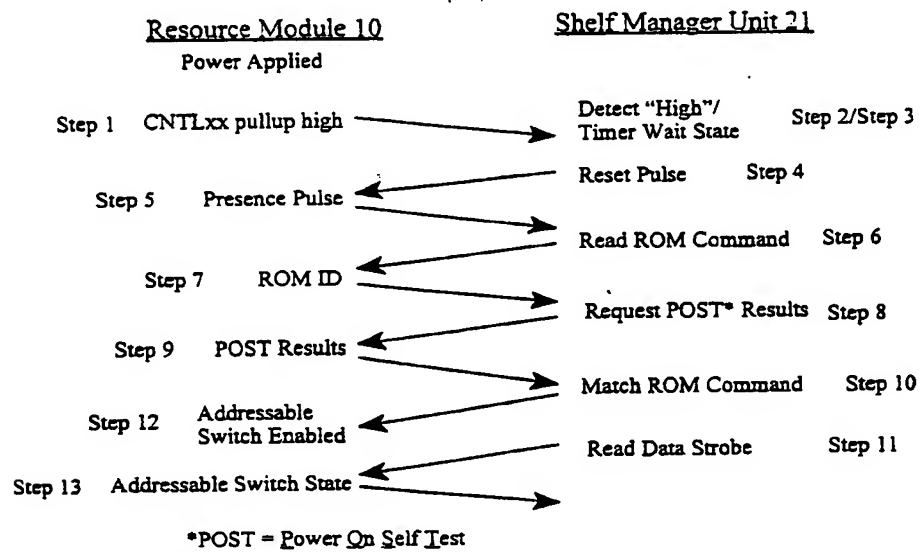 Resource Module 10 Shelf Manager Unit 21
Power Applied
Step 1 CNTLxx pullup high Detect "High"/
Timer Wait State Step 2/Step 3
Reset Pulse Step 4
Step 5 Presence Pulse
Read ROM Command Step 6
Step 7 ROM ID
Request POST* Results Step 8
Step 9 POST Results
Match ROM Command Step 10
Step 12 Addressable
Switch Enabled
Read Data Strobe Step 11
Step 13 Addressable Switch State
*POST = Power On Self Test